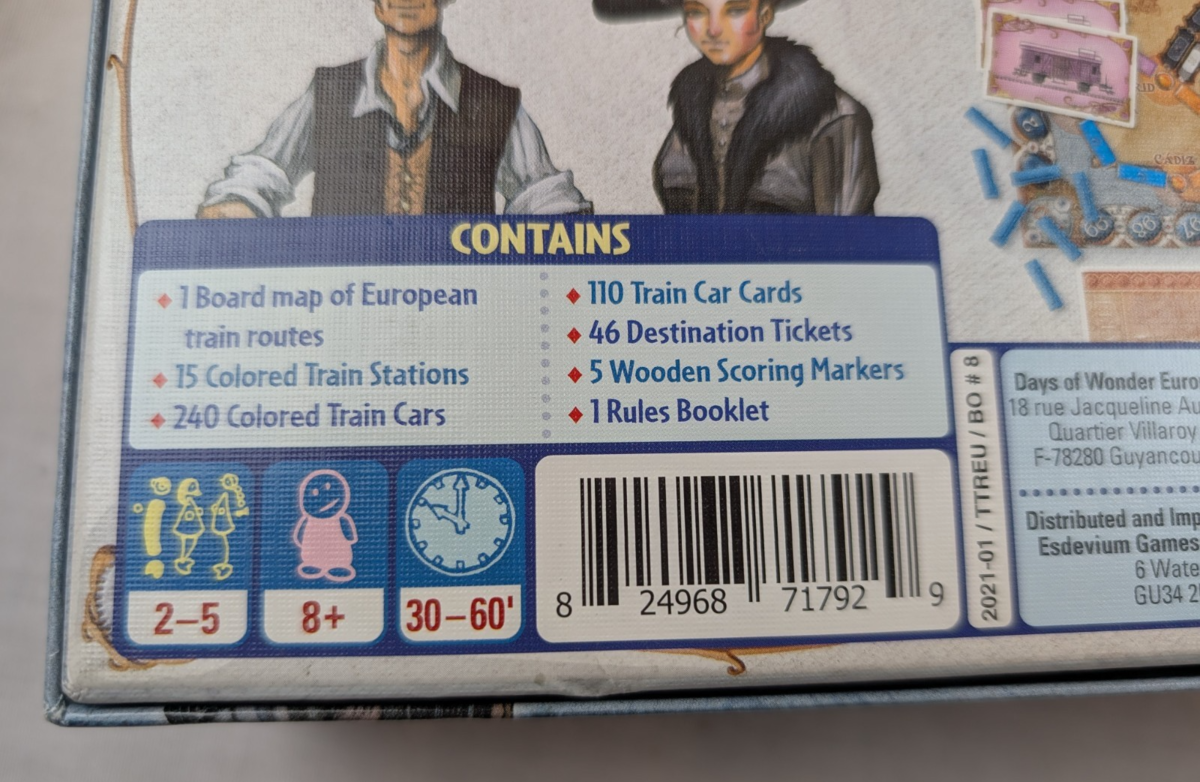 CONTAINS
♦ 1 Board map of European
train routes
♦ 15 Colored Train Stations
♦ 240 Colored Train Cars
♦ 110 Train Car Cards
♦ 46 Destination Tickets
♦ 5 Wooden Scoring Markers
♦ 1 Rules Booklet
2–5
8+
30–60'
8 24968 71792 9
2021-01 / TTREU / BO # 8
Days of Wonder Euro
18 rue Jacqueline Au
Quartier Villaroy
F-78280 Guyancou
Distributed and Imp
Esdevium Games
6 Wate
GU34 2
CÁDIZ